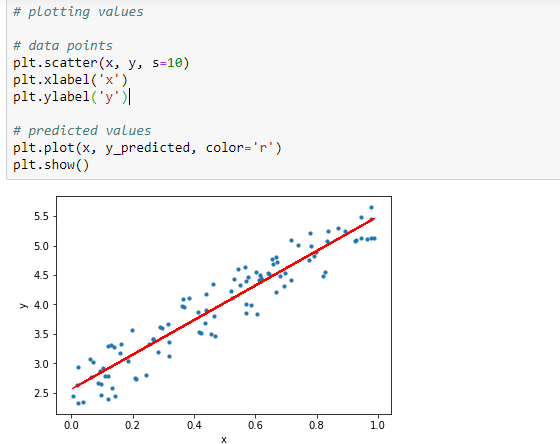 # plotting values
# data points
plt.scatter(x, y, s=10)
plt.xlabel('x')
plt.ylabel('y')
# predicted values
plt.plot(x, y_predicted, color='r')
plt.show()
5.5
5.0
4.5
4.0
y
3.5
3.0
2.5
0.0 0.2 0.4 0.6 0.8 1.0
x